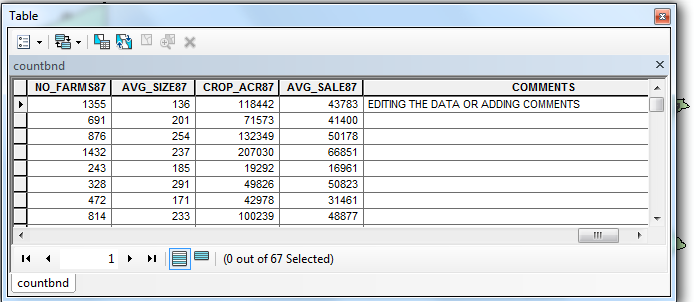 Table
countbnd
NO_FARMS87 AVG_SIZE87 CROP_ACR87 AVG_SALE87 COMMENTS
1355 136 118442 43783 EDITING THE DATA OR ADDING COMMENTS
691 201 71573 41400
876 254 132349 50178
1432 237 207030 66851
243 185 19292 16961
328 291 49826 50823
472 171 42978 31461
814 233 100239 48877
1 (0 out of 67 Selected)
countbnd